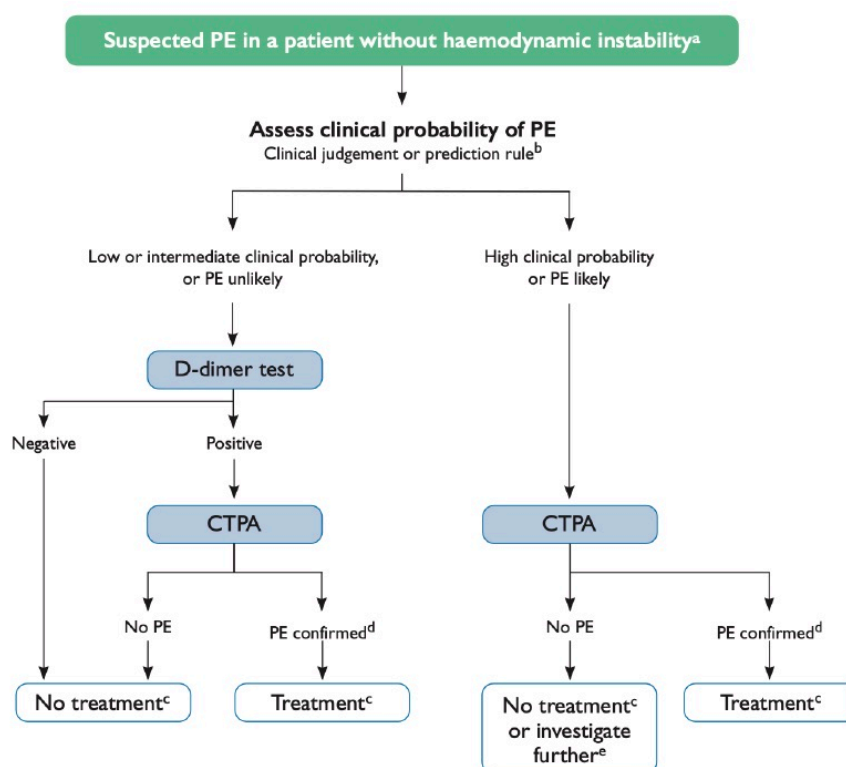 Suspected PE in a patient without haemodynamic instabilityᵃ
Assess clinical probability of PE
Clinical judgement or prediction ruleᵇ
Low or intermediate clinical probability,
or PE unlikely
High clinical probability
or PE likely
D-dimer test
Negative
Positive
CTPA
CTPA
No PE
PE confirmedᵈ
No PE
PE confirmedᵈ
No treatmentᶜ
Treatmentᶜ
No treatmentᶜ
or investigate
furtherᵉ
Treatmentᶜ